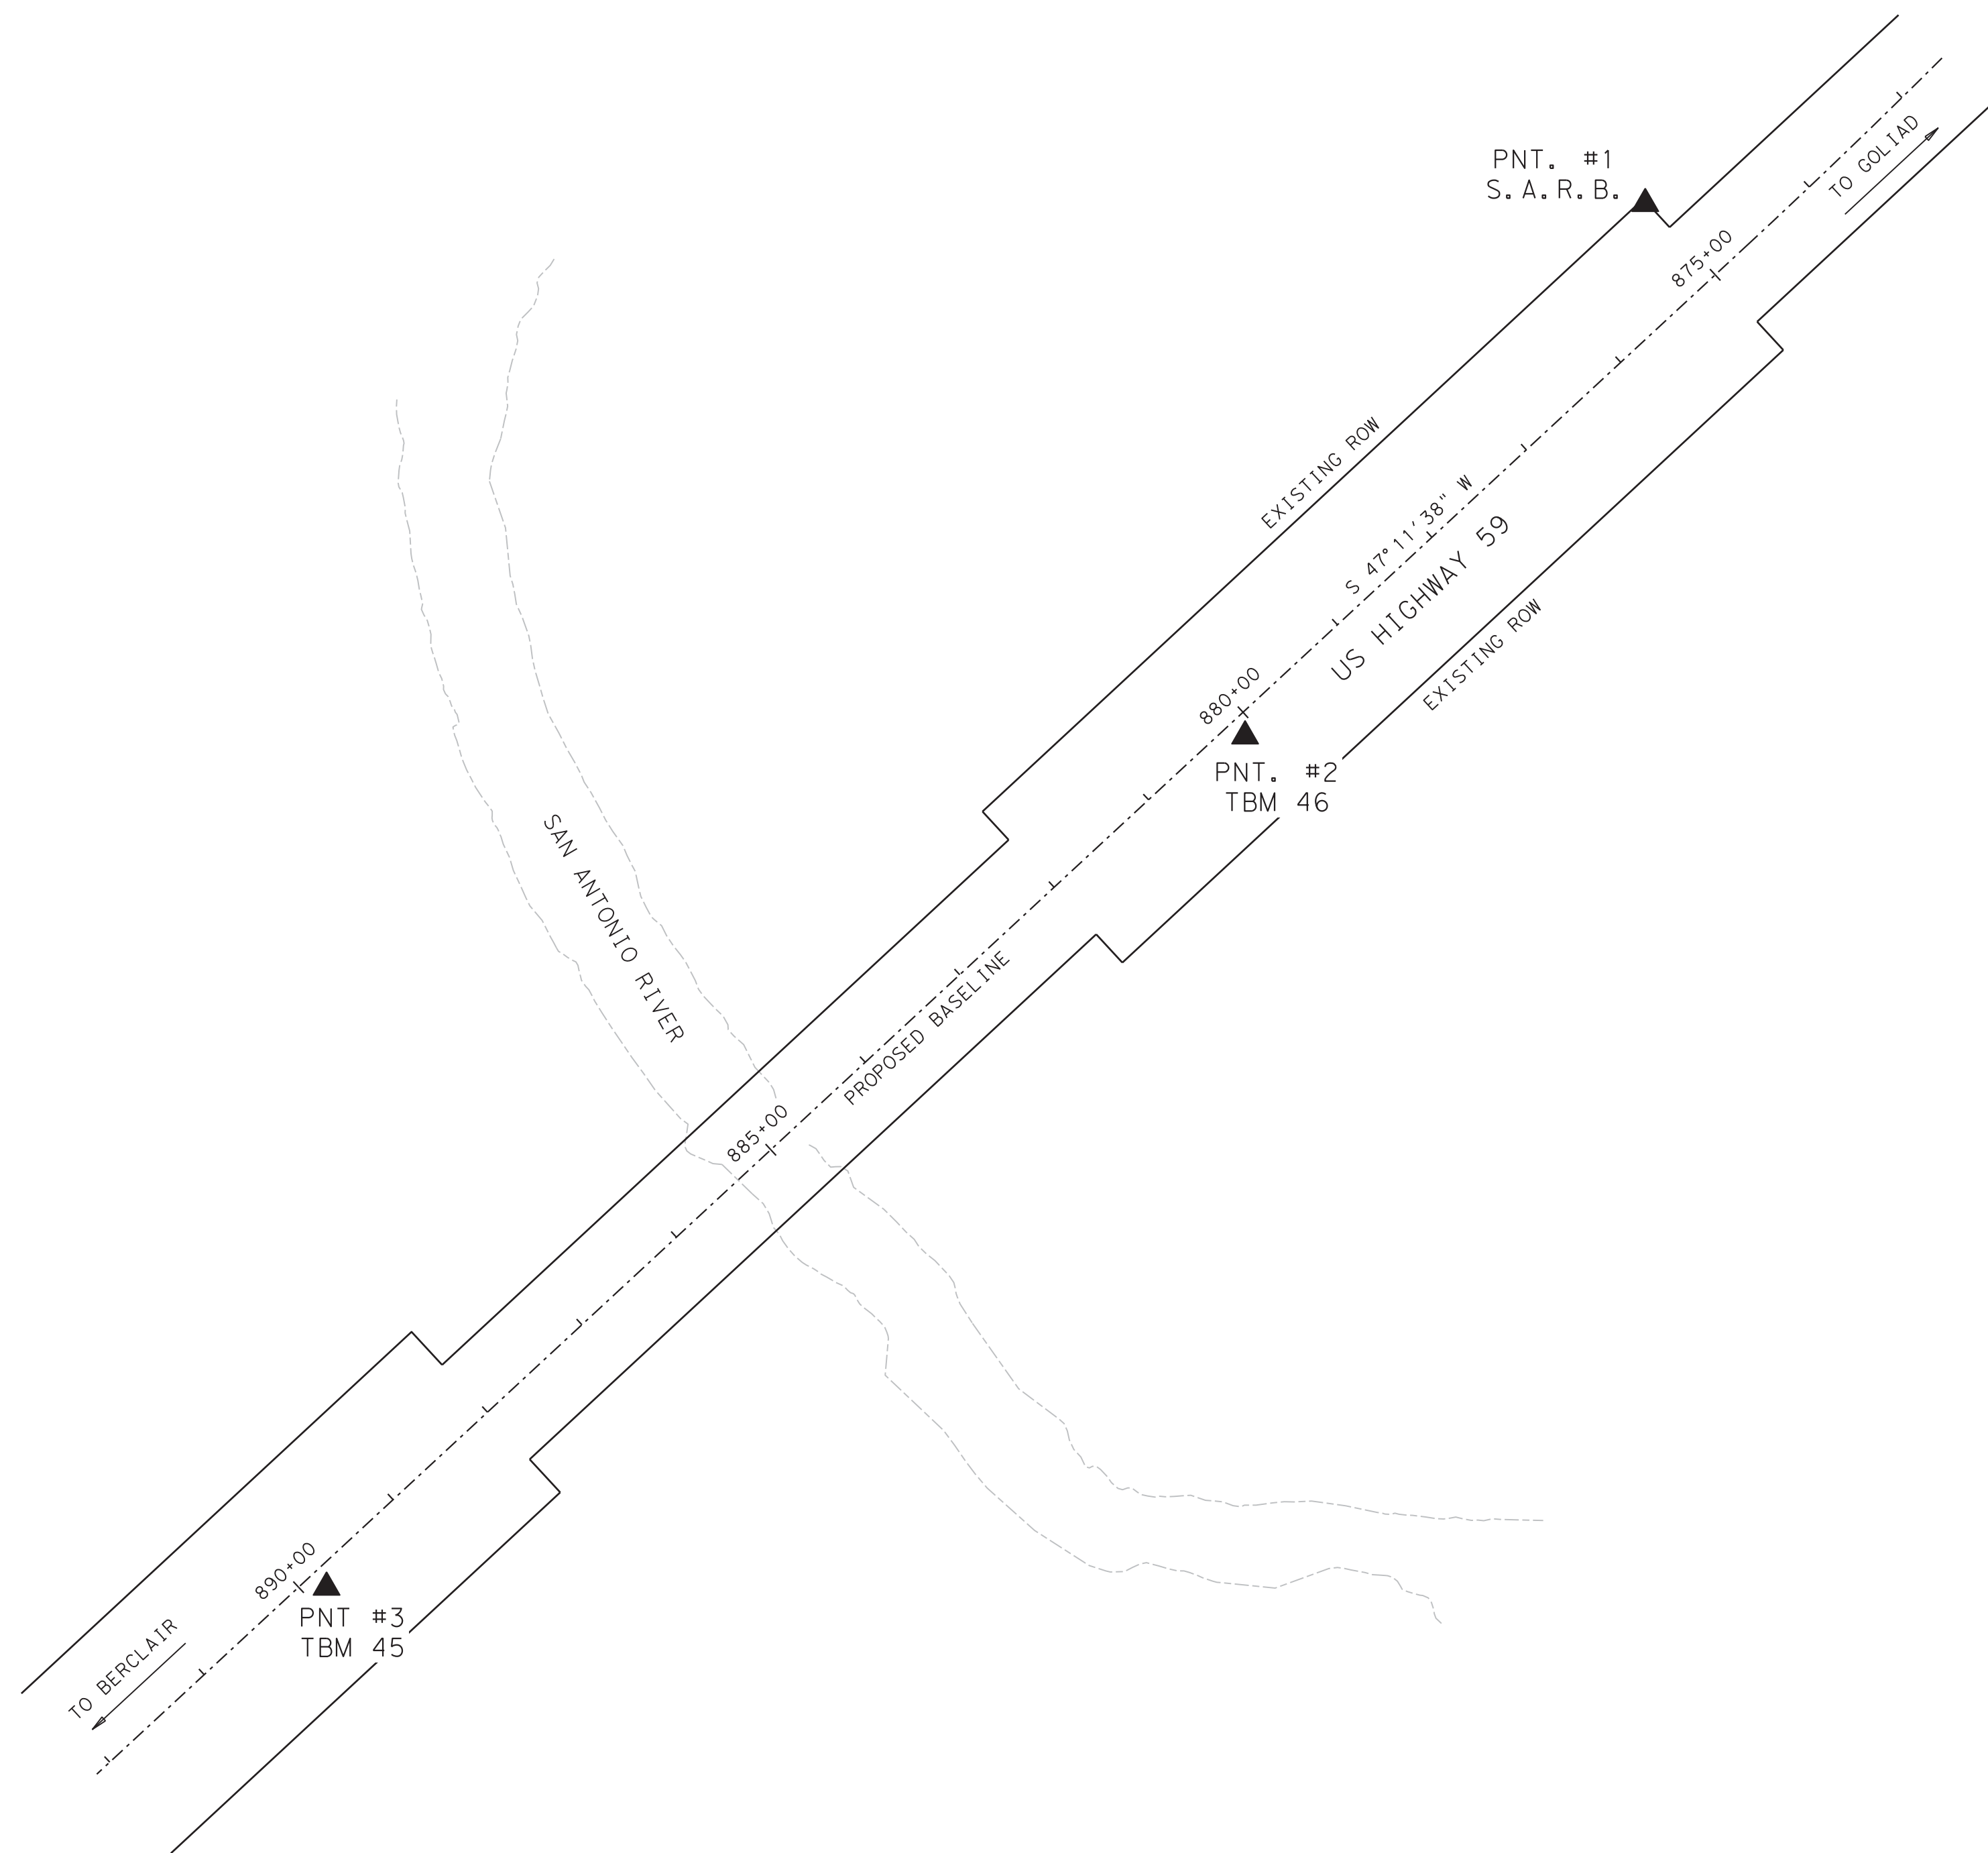 PNT. #1
S.A.R.B.
TO GOLIAD
875+00
EXISTING ROW
S 47°11'38" W
US HIGHWAY 59
EXISTING ROW
880+00
PNT. #2
TBM 46
SAN ANTONIO RIVER
PROPOSED BASELINE
885+00
890+00
PNT #3
TBM 45
TO BERCLAIR